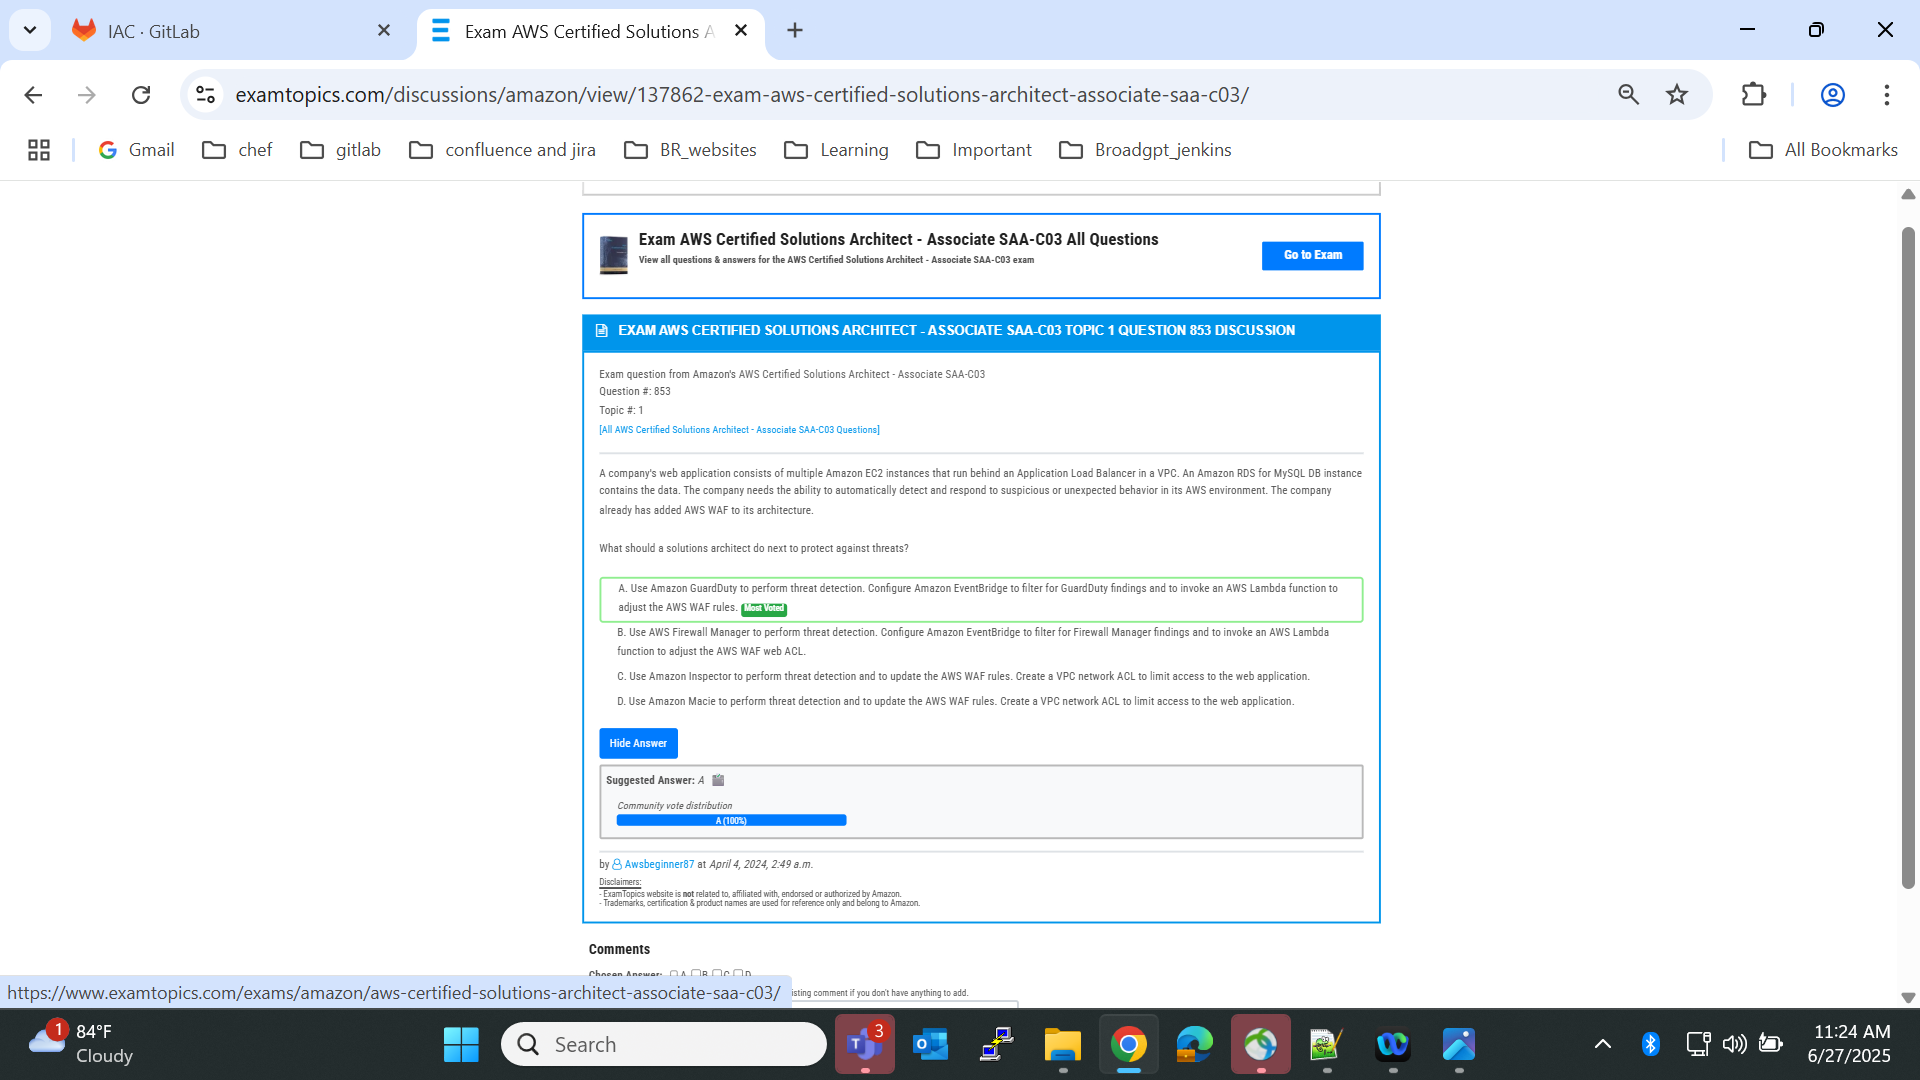 IAC · GitLab
Exam AWS Certified Solutions A
examtopics.com/discussions/amazon/view/137862-exam-aws-certified-solutions-architect-associate-saa-c03/
Gmail
chef
gitlab
confluence and jira
BR_websites
Learning
Important
Broadgpt_jenkins
All Bookmarks
Exam AWS Certified Solutions Architect - Associate SAA-C03 All Questions
View all questions & answers for the AWS Certified Solutions Architect - Associate SAA-C03 exam
Go to Exam
EXAM AWS CERTIFIED SOLUTIONS ARCHITECT - ASSOCIATE SAA-C03 TOPIC 1 QUESTION 853 DISCUSSION
Exam question from Amazon's AWS Certified Solutions Architect - Associate SAA-C03
Question #: 853
Topic #: 1
[All AWS Certified Solutions Architect - Associate SAA-C03 Questions]
A company's web application consists of multiple Amazon EC2 instances that run behind an Application Load Balancer in a VPC. An Amazon RDS for MySQL DB instance
contains the data. The company needs the ability to automatically detect and respond to suspicious or unexpected behavior in its AWS environment. The company
already has added AWS WAF to its architecture.
What should a solutions architect do next to protect against threats?
A. Use Amazon GuardDuty to perform threat detection. Configure Amazon EventBridge to filter for GuardDuty findings and to invoke an AWS Lambda function to
adjust the AWS WAF rules. Most Voted
B. Use AWS Firewall Manager to perform threat detection. Configure Amazon EventBridge to filter for Firewall Manager findings and to invoke an AWS Lambda
function to adjust the AWS WAF web ACL.
C. Use Amazon Inspector to perform threat detection and to update the AWS WAF rules. Create a VPC network ACL to limit access to the web application.
D. Use Amazon Macie to perform threat detection and to update the AWS WAF rules. Create a VPC network ACL to limit access to the web application.
Hide Answer
Suggested Answer: A
Community vote distribution
A (100%)
by Awsbeginner87 at April 4, 2024, 2:49 a.m.
Disclaimers:
- ExamTopics website is not related to, affiliated with, endorsed or authorized by Amazon.
- Trademarks, certification & product names are used for reference only and belong to Amazon.
Comments
Chosen Answer: A B C D
https://www.examtopics.com/exams/amazon/aws-certified-solutions-architect-associate-saa-c03/
isting comment if you don't have anything to add.
1
84°F
Cloudy
Search
3
11:24 AM
6/27/2025